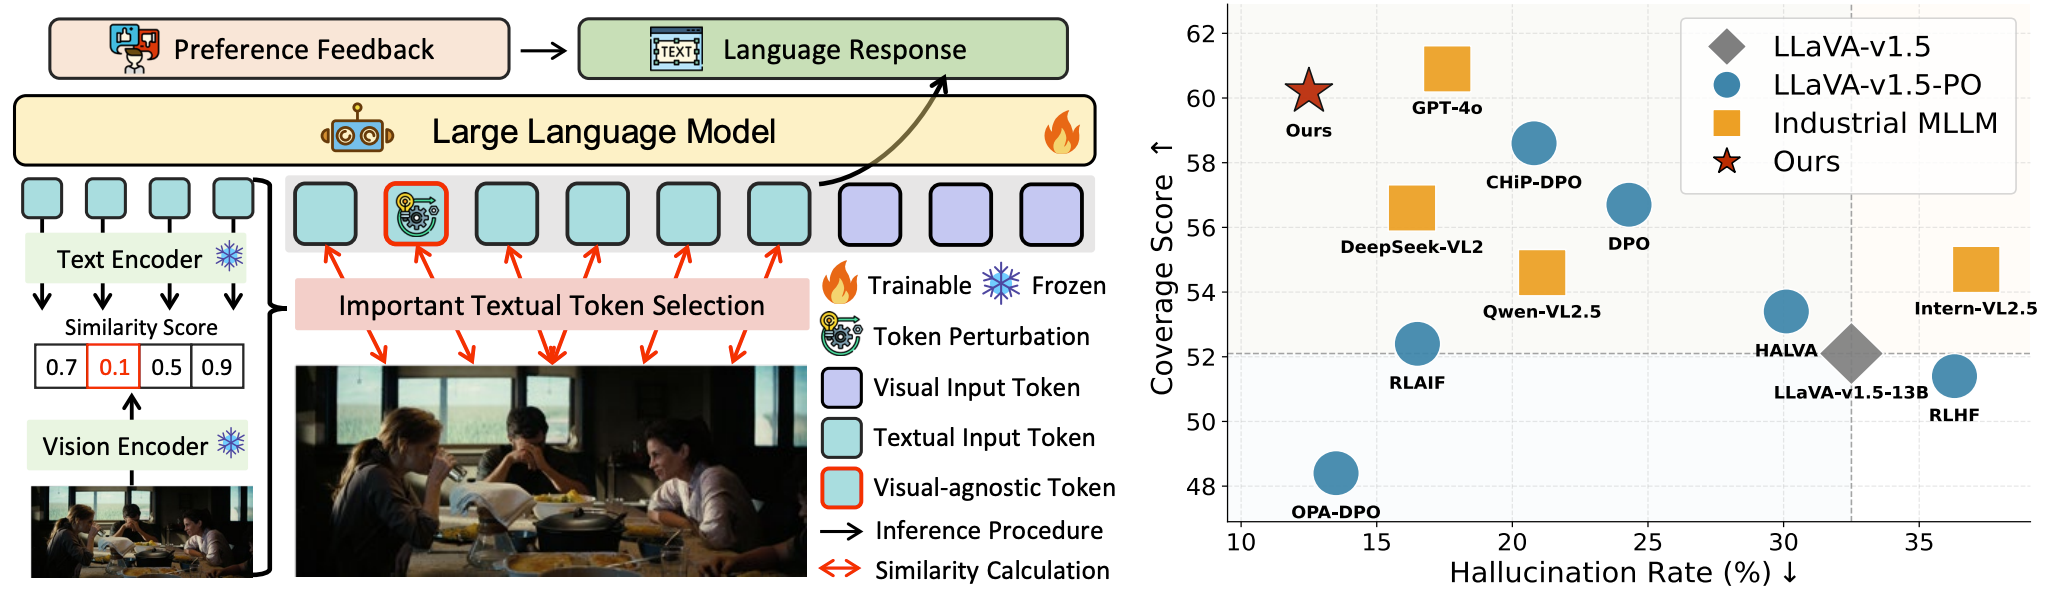 Preference Feedback
TEXT
Language Response
Large Language Model
Text Encoder
Similarity Score
0.7 0.1 0.5 0.9
Vision Encoder
Important Textual Token Selection
Trainable Frozen
Token Perturbation
Visual Input Token
Textual Input Token
Visual-agnostic Token
Inference Procedure
Similarity Calculation
Coverage Score ↑
62
60
58
56
54
52
50
48
10 15 20 25 30 35
Hallucination Rate (%) ↓
LLaVA-v1.5
LLaVA-v1.5-PO
Industrial MLLM
Ours
Ours
GPT-4o
CHiP-DPO
DPO
DeepSeek-VL2
Qwen-VL2.5
Intern-VL2.5
HALVA
RLAIF
LLaVA-v1.5-13B
RLHF
OPA-DPO